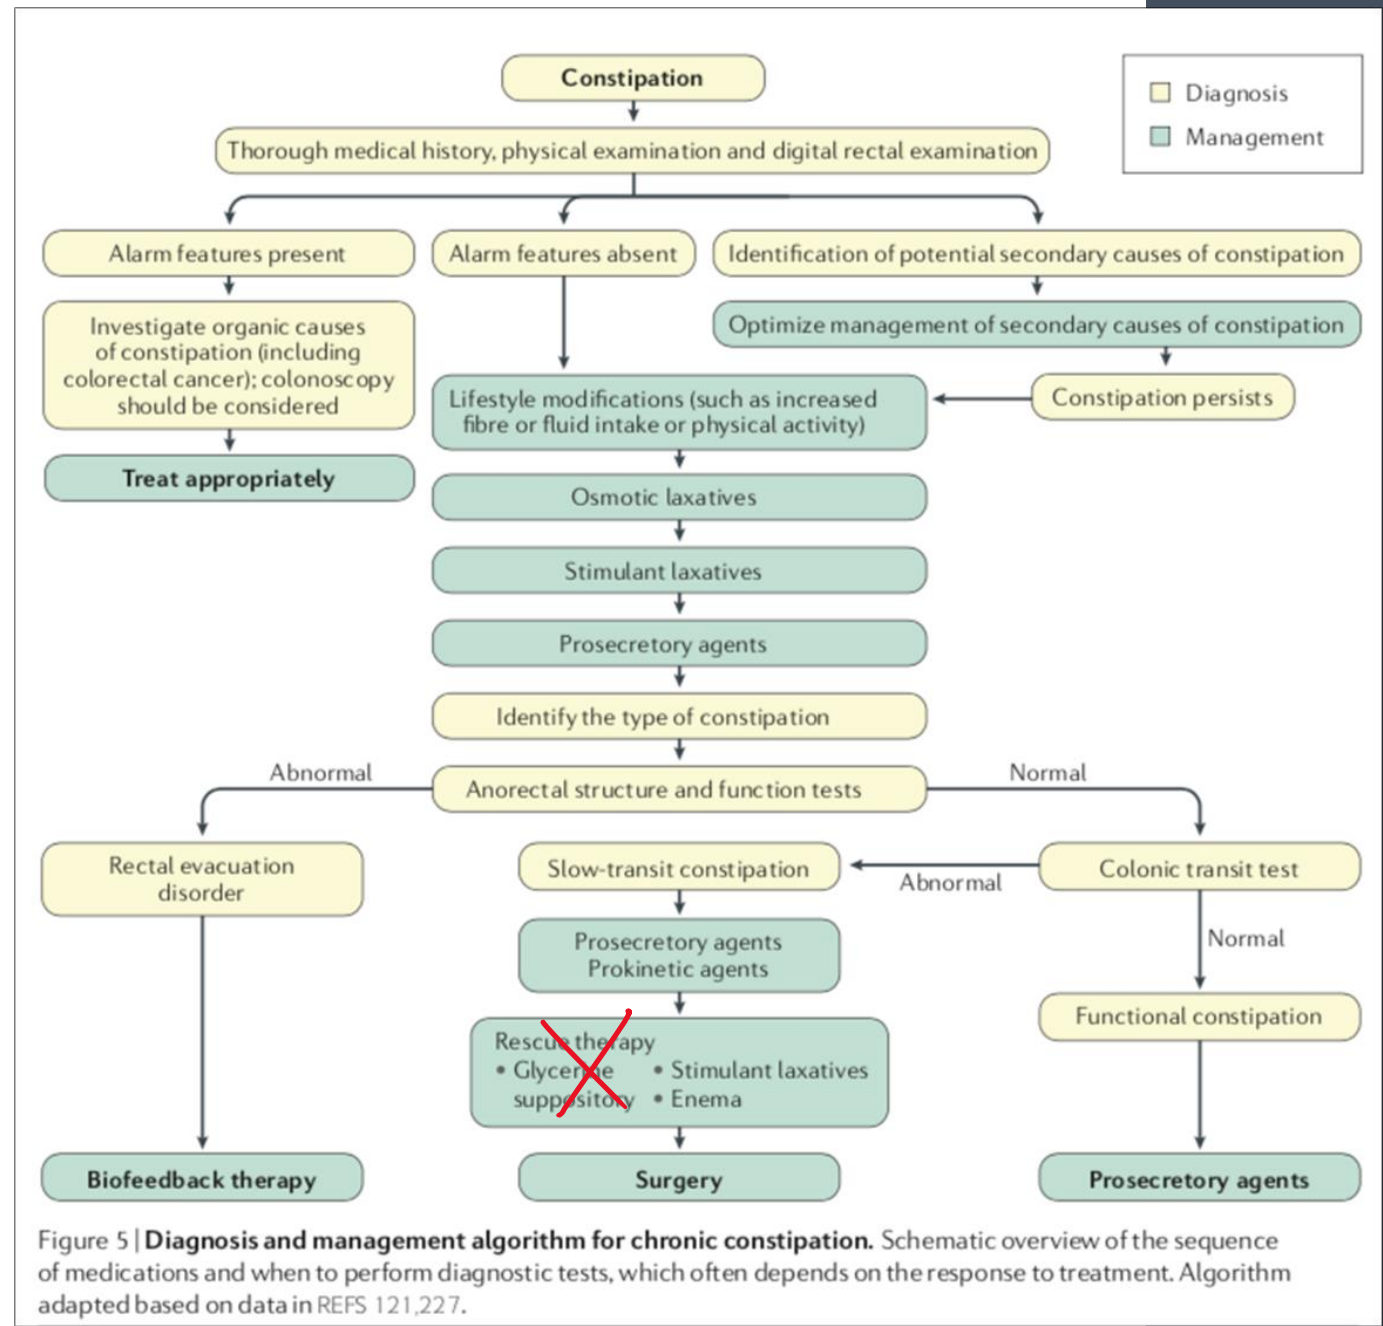 Constipation
Diagnosis
Management
Thorough medical history, physical examination and digital rectal examination
Alarm features present
Alarm features absent
Identification of potential secondary causes of constipation
Investigate organic causes
of constipation (including
colorectal cancer); colonoscopy
should be considered
Optimize management of secondary causes of constipation
Constipation persists
Treat appropriately
Lifestyle modifications (such as increased
fibre or fluid intake or physical activity)
Osmotic laxatives
Stimulant laxatives
Prosecretory agents
Identify the type of constipation
Anorectal structure and function tests
Abnormal
Normal
Rectal evacuation
disorder
Slow-transit constipation
Abnormal
Colonic transit test
Normal
Prosecretory agents
Prokinetic agents
Functional constipation
Rescue therapy
• Glycerine
suppository
• Stimulant laxatives
• Enema
Biofeedback therapy
Surgery
Prosecretory agents
Figure 5 | Diagnosis and management algorithm for chronic constipation. Schematic overview of the sequence
of medications and when to perform diagnostic tests, which often depends on the response to treatment. Algorithm
adapted based on data in REFS 121,227.